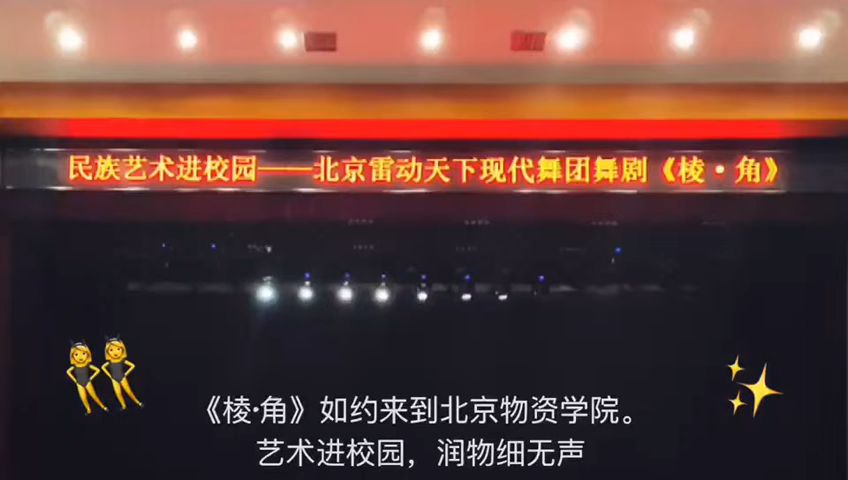 民族艺术进校园——北京雷动天下现代舞团舞剧《棱·角》
《棱·角》如约来到北京物资学院。
艺术进校园，润物细无声